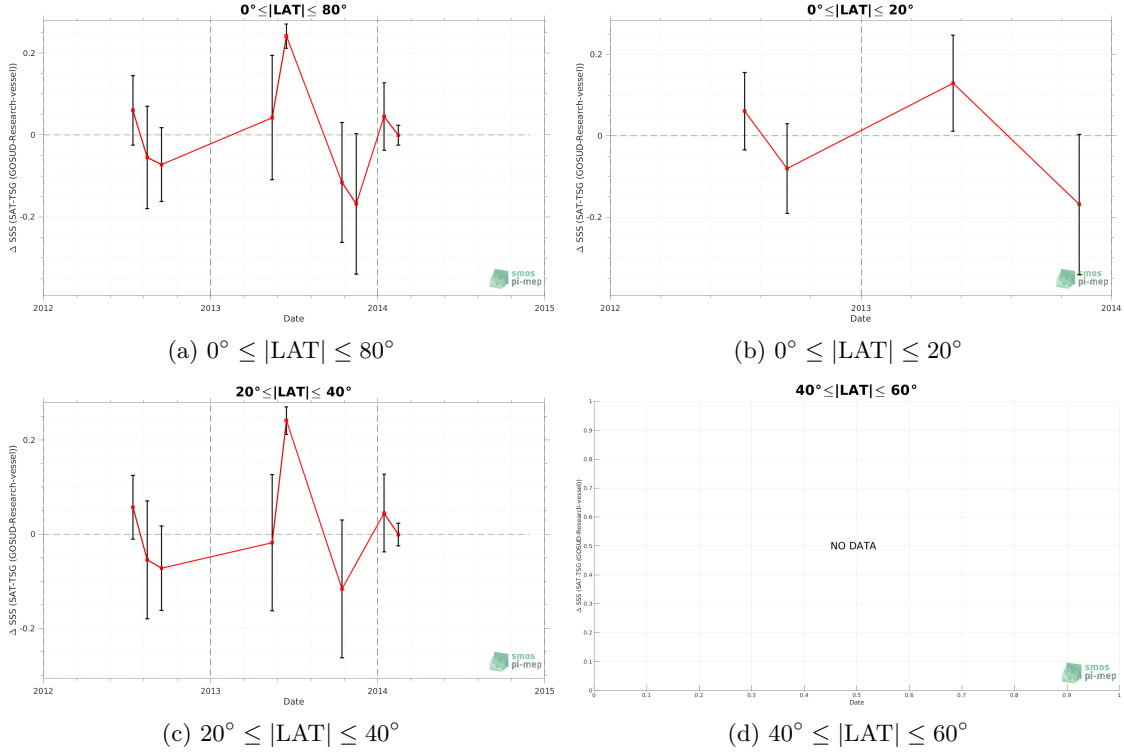 0°≤|LAT|≤ 80°
Δ SSS (SAT-TSG (GOSUD-Research-vessel))
0.2
0
-0.2
2012
2013
2014
2015
Date
smos
pi-mep
(a) 0° ≤ |LAT| ≤ 80°
0°≤|LAT|≤ 20°
Δ SSS (SAT-TSG (GOSUD-Research-vessel))
0.2
0
-0.2
2012
2013
2014
Date
smos
pi-mep
(b) 0° ≤ |LAT| ≤ 20°
20°≤|LAT|≤ 40°
Δ SSS (SAT-TSG (GOSUD-Research-vessel))
0.2
0
-0.2
2012
2013
2014
2015
Date
smos
pi-mep
(c) 20° ≤ |LAT| ≤ 40°
40°≤|LAT|≤ 60°
Δ SSS (SAT-TSG (GOSUD-Research-vessel))
1
0.9
0.8
0.7
0.6
0.5
0.4
0.3
0.2
0.1
0
NO DATA
0
0.1
0.2
0.3
0.4
0.5
0.6
0.7
0.8
0.9
1
Date
smos
pi-mep
(d) 40° ≤ |LAT| ≤ 60°